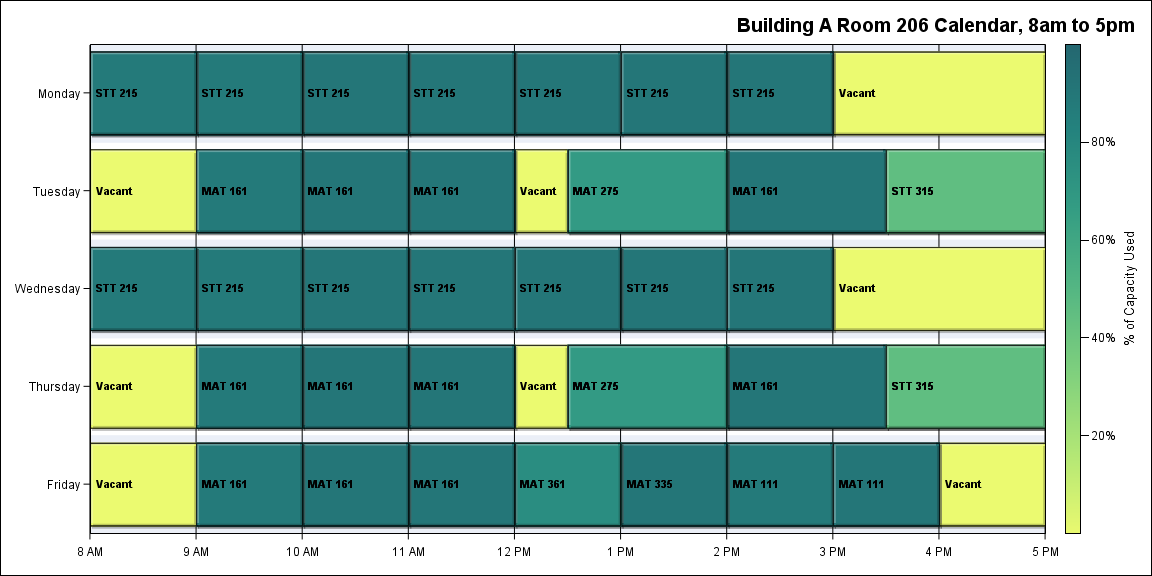 Building A Room 206 Calendar, 8am to 5pm
Monday
STT 215
STT 215
STT 215
STT 215
STT 215
STT 215
STT 215
Vacant
Tuesday
Vacant
MAT 161
MAT 161
MAT 161
Vacant
MAT 275
MAT 161
STT 315
Wednesday
STT 215
STT 215
STT 215
STT 215
STT 215
STT 215
STT 215
Vacant
Thursday
Vacant
MAT 161
MAT 161
MAT 161
Vacant
MAT 275
MAT 161
STT 315
Friday
Vacant
MAT 161
MAT 161
MAT 161
MAT 361
MAT 335
MAT 111
MAT 111
Vacant
8 AM
9 AM
10 AM
11 AM
12 PM
1 PM
2 PM
3 PM
4 PM
5 PM
80%
60%
40%
20%
% of Capacity Used